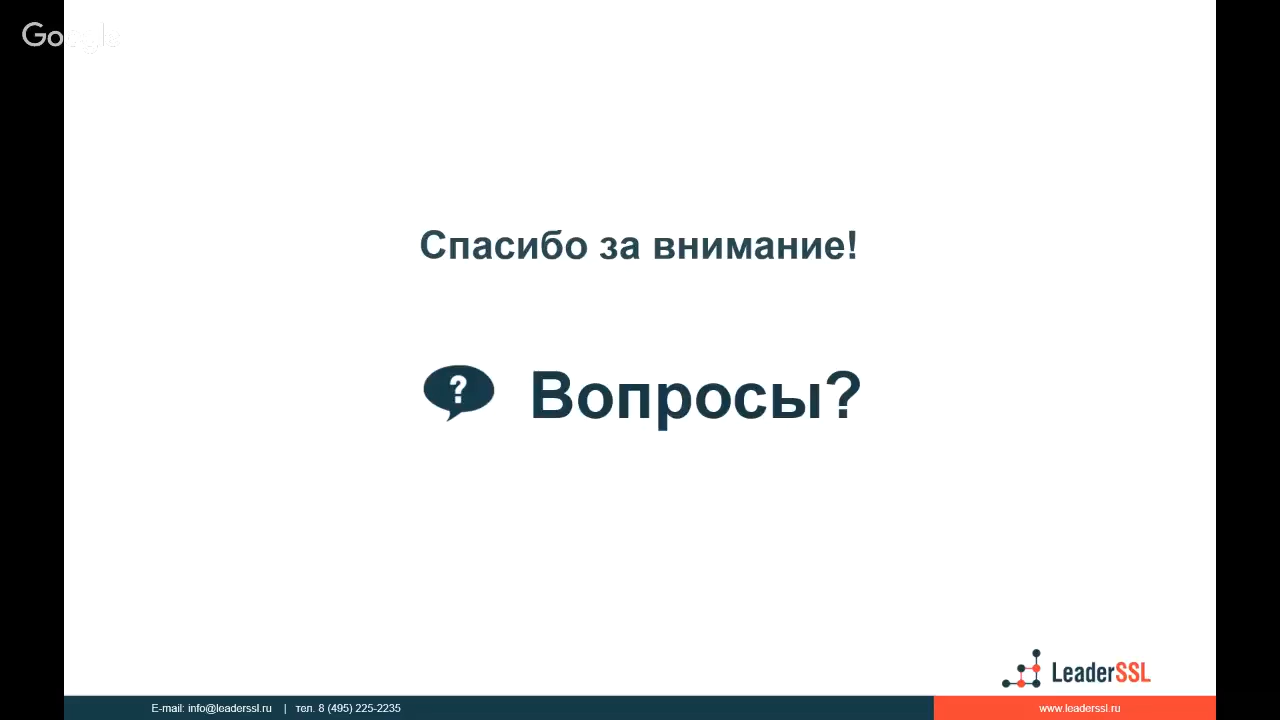 Google
Спасибо за внимание!
? Вопросы?
LeaderSSL
E-mail: info@leaderssl.ru | тел. 8 (495) 225-2235
www.leaderssl.ru